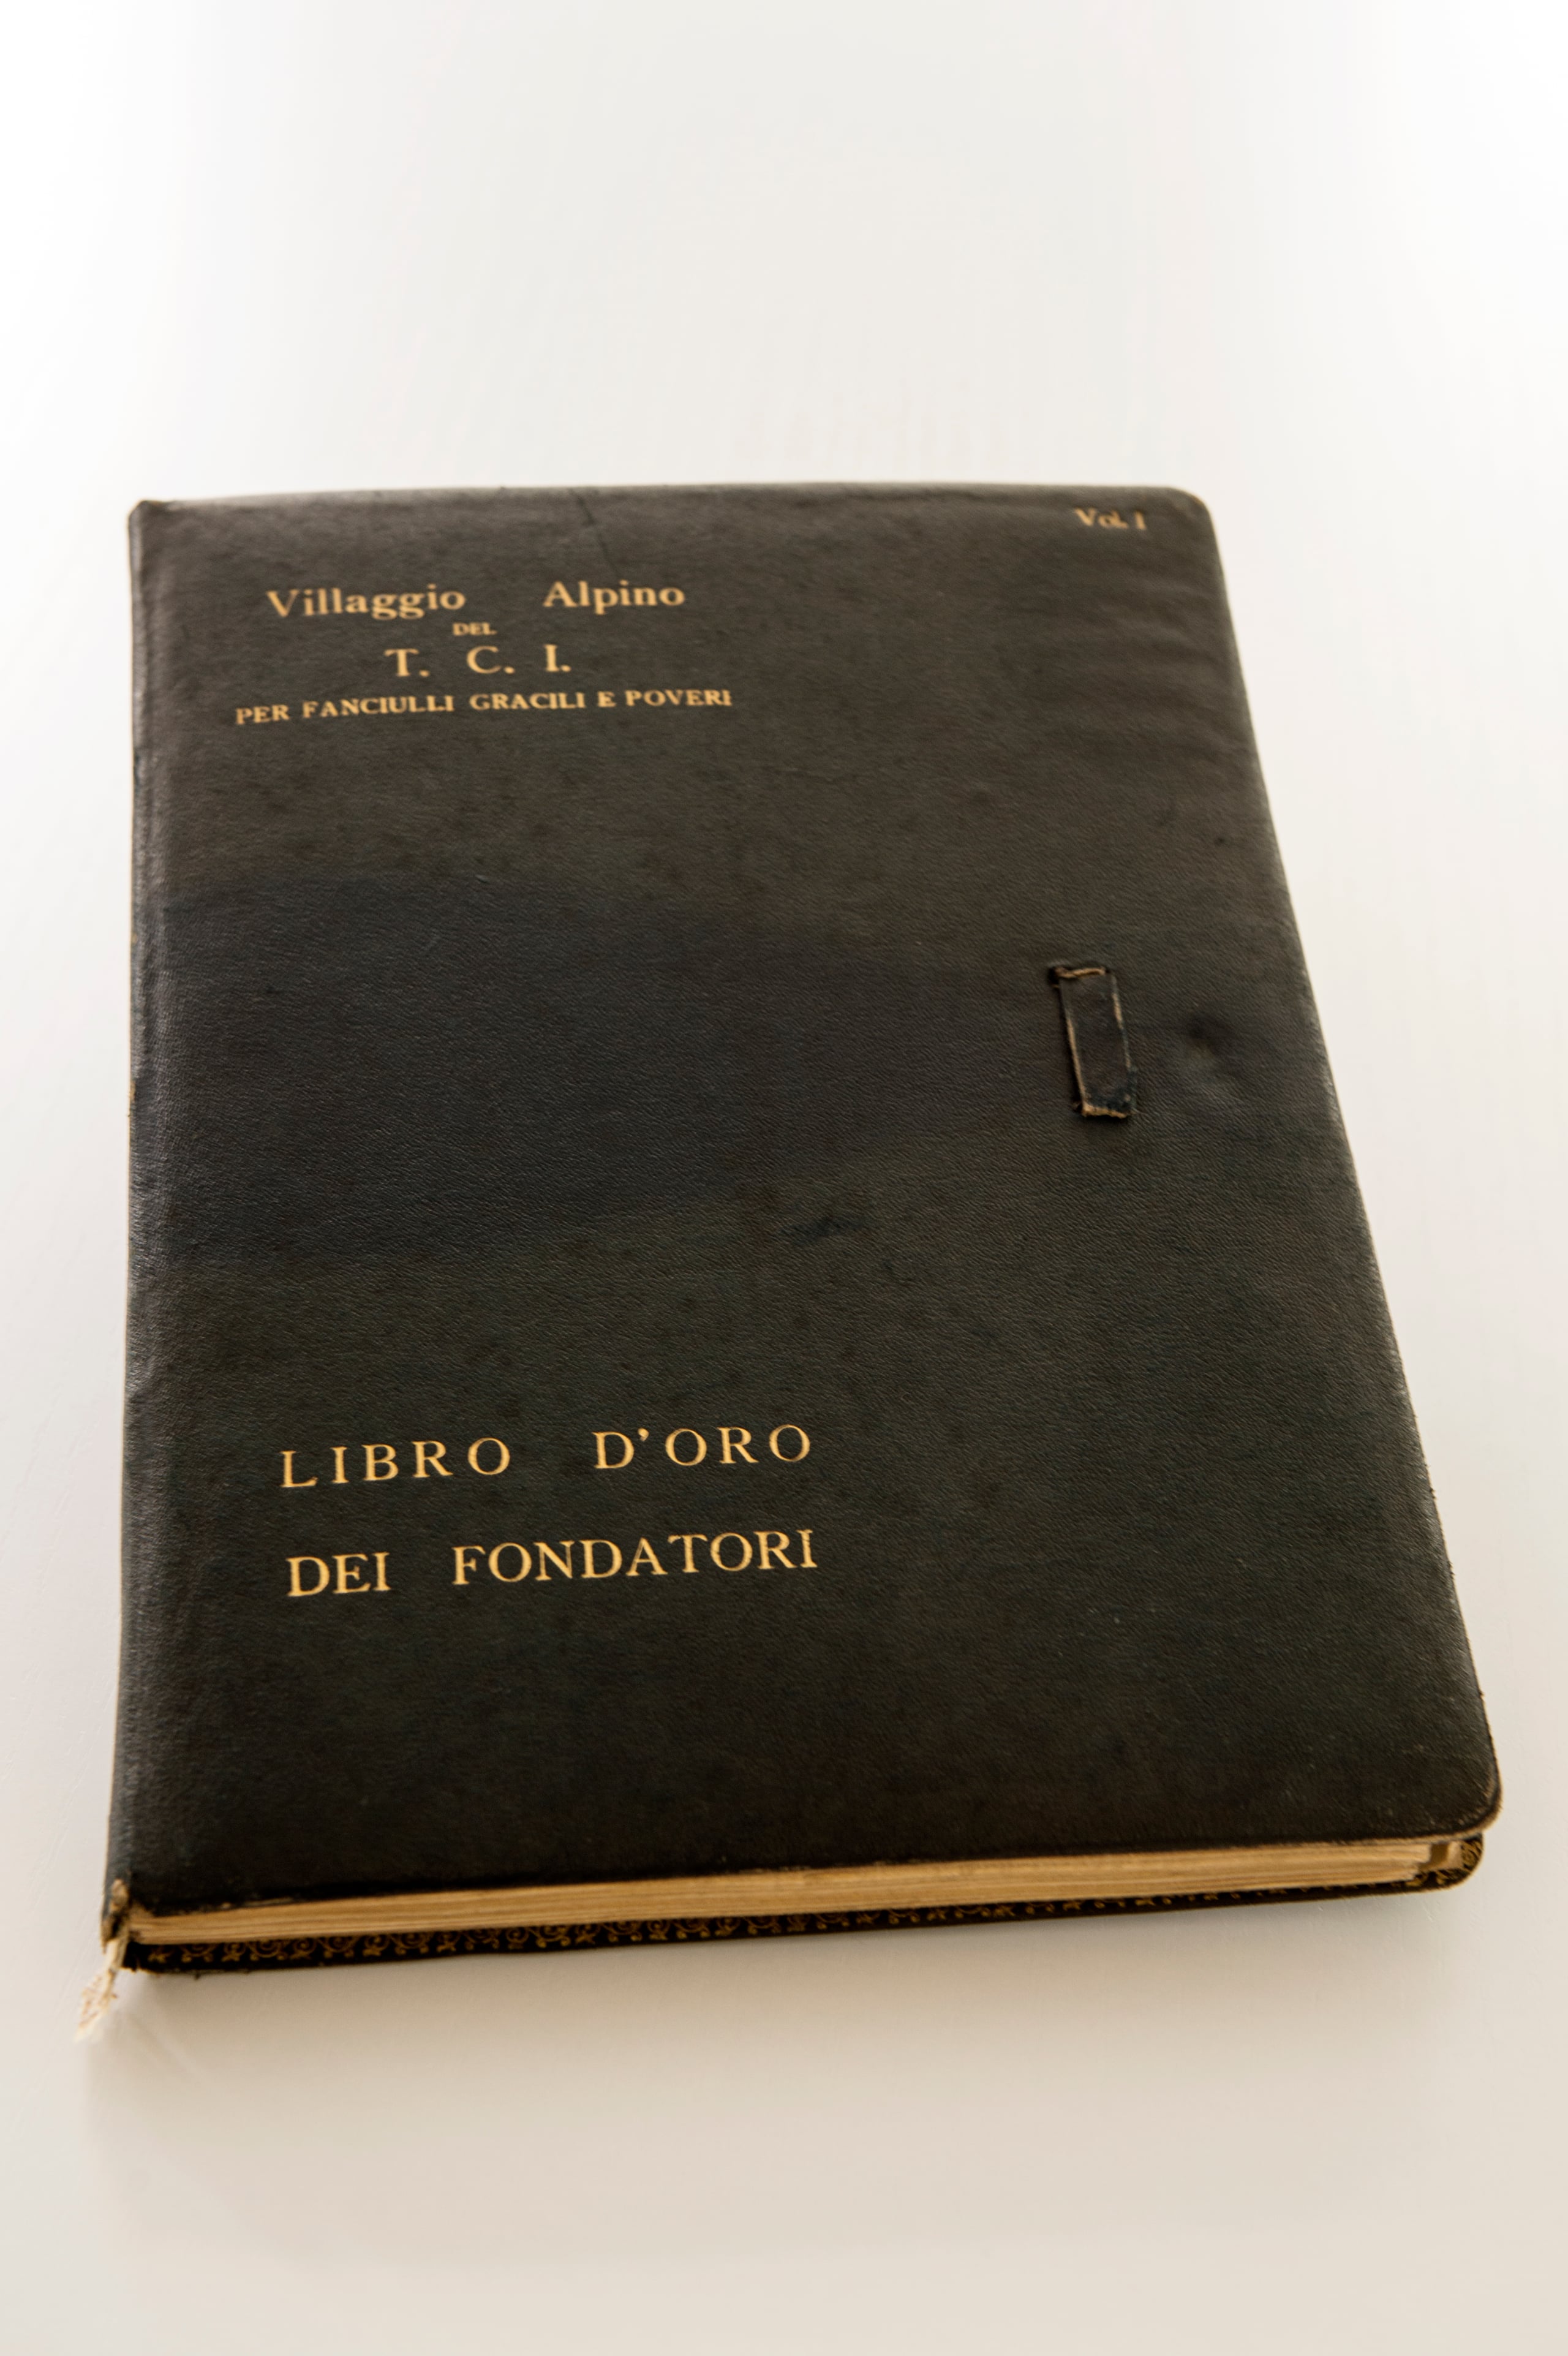 Vol. I
Villaggio Alpino
DEL
T. C. I.
PER FANCIULLI GRACILI E POVERI
LIBRO D'ORO
DEI FONDATORI